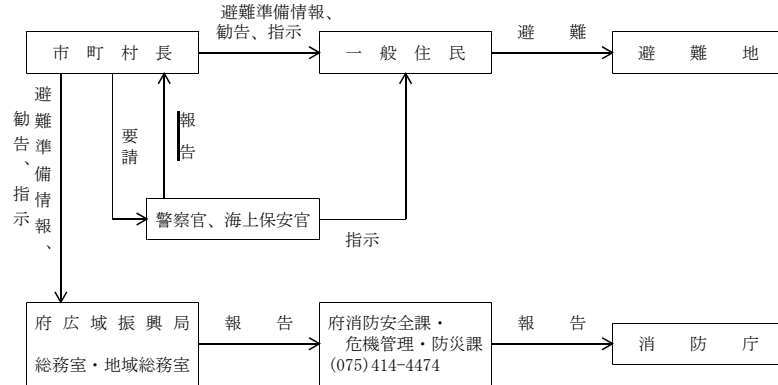 避難準備情報、
勧告、指示
市町村長
一般住民
避難
避難地
避難準備情報、
勧告、指示
要請
報告
警察官、海上保安官
指示
府広域振興局
総務室・地域総務室
報告
府消防安全課・
危機管理・防災課
(075)414-4474
報告
消防庁